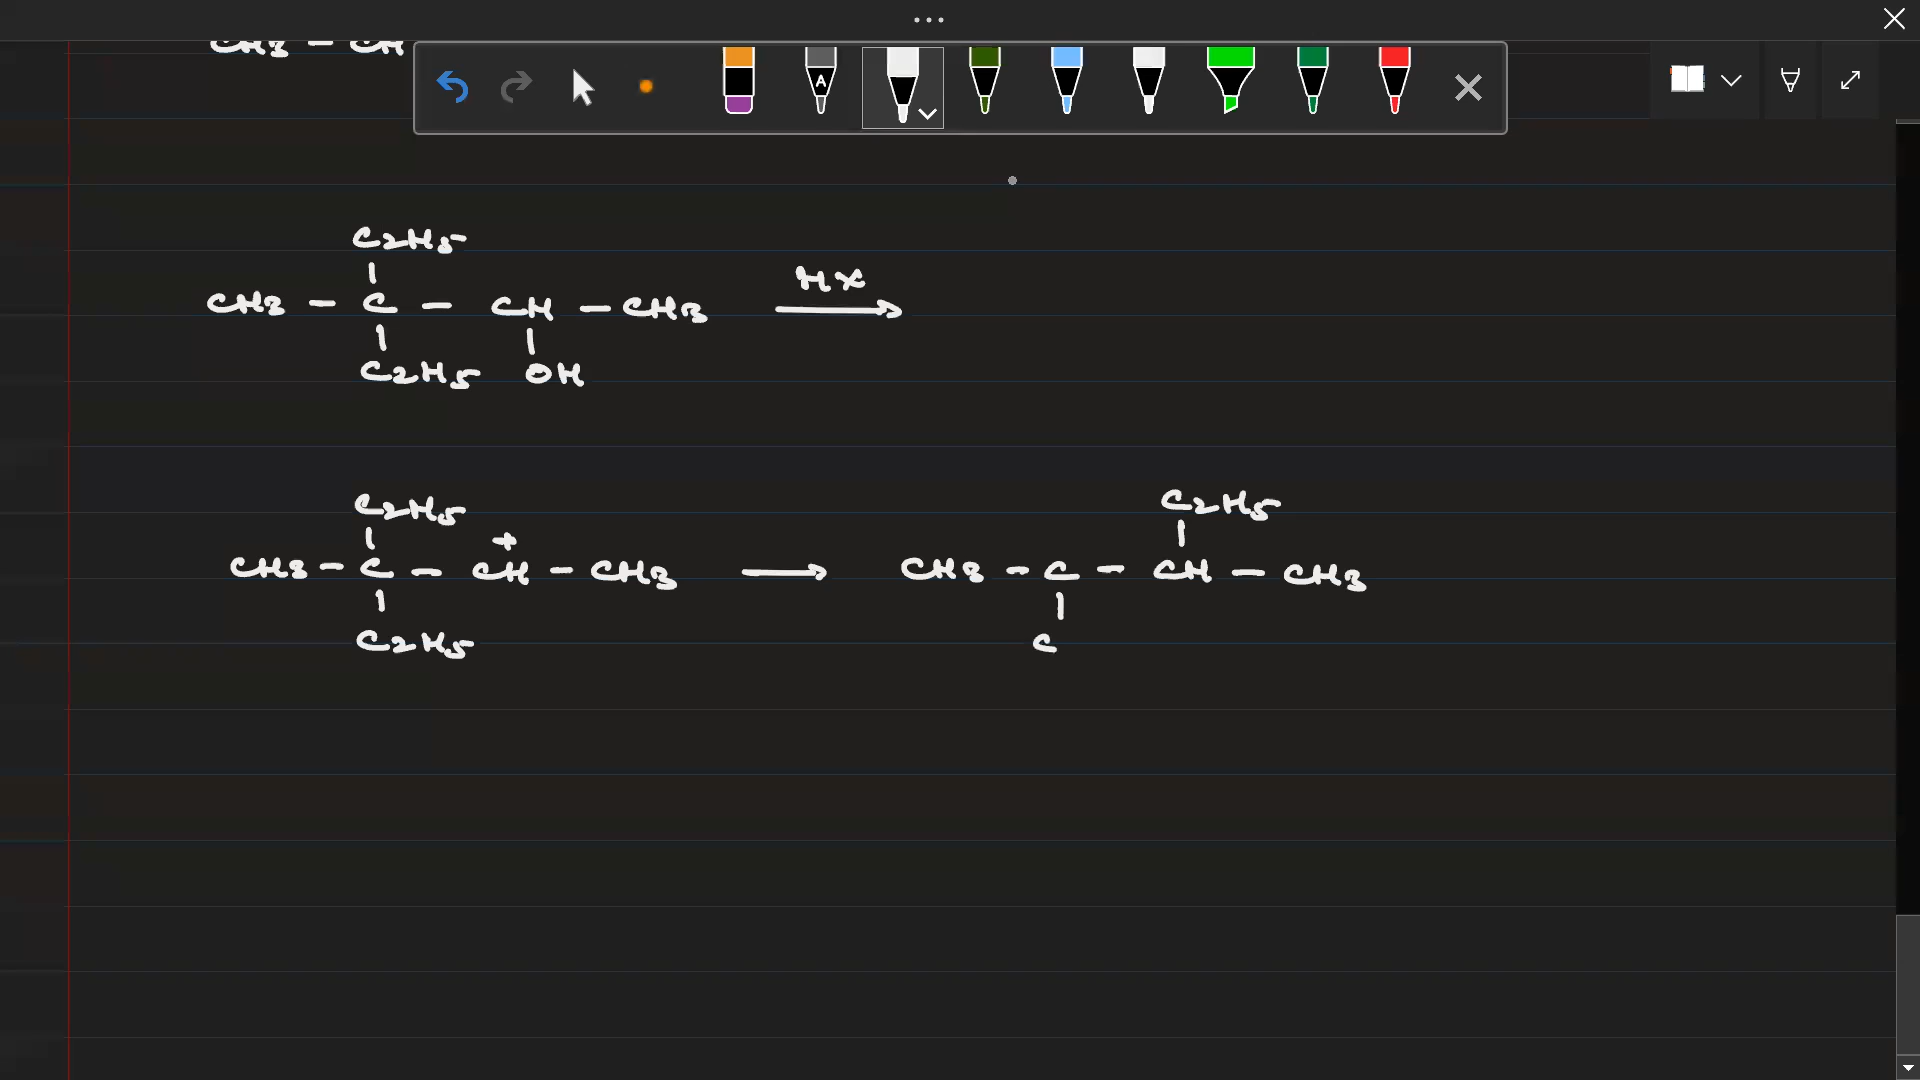 CH3 - CH
C2H5
|
CH3 - C - CH - CH3 HX ⟶
| |
C2H5 OH
C2H5 C2H5
| + |
CH3 - C - CH - CH3 ⟶ CH3 - C - CH - CH3
| |
C2H5 C